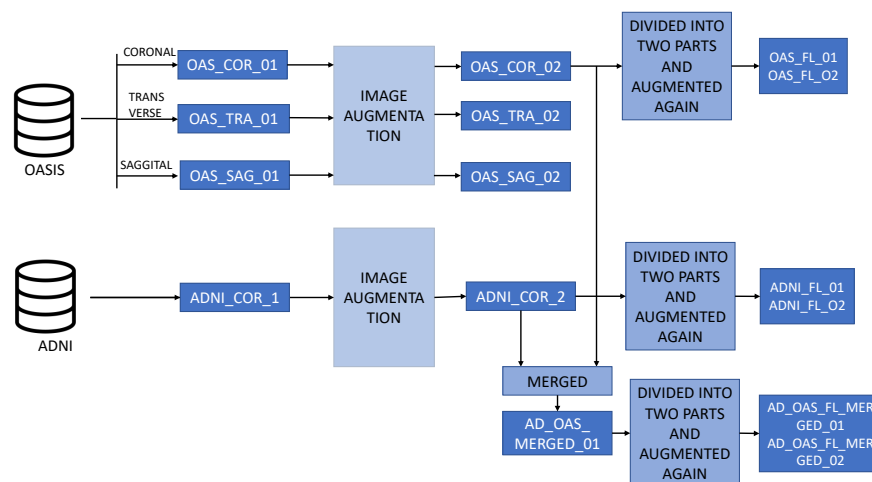 CORONAL
TRANS
VERSE
SAGGITAL
OASIS
OAS_COR_01
OAS_TRA_01
OAS_SAG_01
IMAGE
AUGMENTA
TION
OAS_COR_02
OAS_TRA_02
OAS_SAG_02
DIVIDED INTO
TWO PARTS
AND
AUGMENTED
AGAIN
OAS_FL_01
OAS_FL_O2
ADNI
ADNI_COR_1
IMAGE
AUGMENTA
TION
ADNI_COR_2
DIVIDED INTO
TWO PARTS
AND
AUGMENTED
AGAIN
ADNI_FL_01
ADNI_FL_O2
MERGED
AD_OAS_
MERGED_01
DIVIDED INTO
TWO PARTS
AND
AUGMENTED
AGAIN
AD_OAS_FL_MER
GED_01
AD_OAS_FL_MER
GED_02